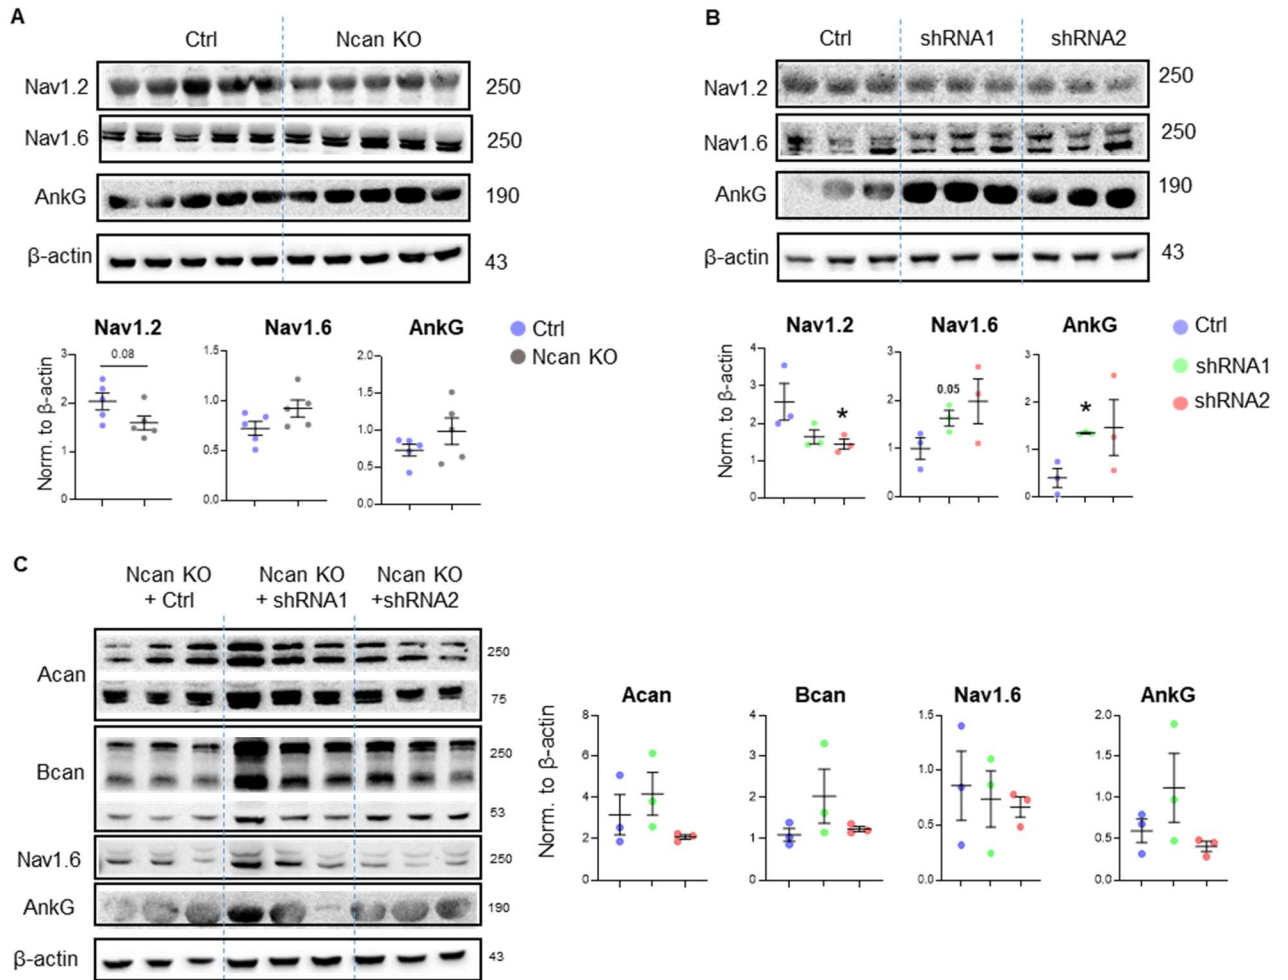 A
Ctrl
Ncan KO
Nav1.2
250
Nav1.6
250
AnkG
190
β-actin
43
Nav1.2
Nav1.6
AnkG
Norm. to β-actin
3
2
1
0
0.08
1.5
1.0
0.5
0.0
2.0
1.5
1.0
0.5
0.0
Ctrl
Ncan KO
B
Ctrl
shRNA1
shRNA2
Nav1.2
250
Nav1.6
250
AnkG
190
β-actin
43
Nav1.2
Nav1.6
AnkG
Norm. to β-actin
4
3
2
1
0
*
3
2
1
0
0.05
3
2
1
0
*
Ctrl
shRNA1
shRNA2
C
Ncan KO
+ Ctrl
Ncan KO
+ shRNA1
Ncan KO
+shRNA2
Acan
250
75
Bcan
250
53
Nav1.6
250
AnkG
190
β-actin
43
Acan
Bcan
Nav1.6
AnkG
Norm. to β-actin
8
6
4
2
0
4
3
2
1
0
1.5
1.0
0.5
0.0
2.0
1.5
1.0
0.5
0.0